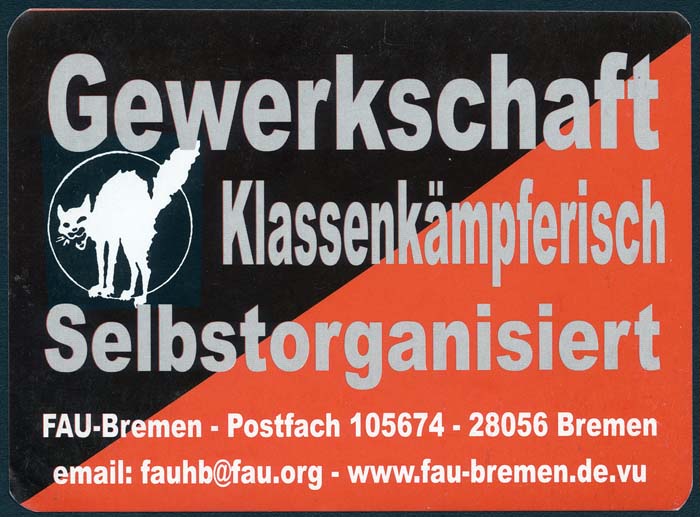 Gewerkschaft
Klassenkämpferisch
Selbstorganisiert
FAU-Bremen - Postfach 105674 - 28056 Bremen
email: fauhb@fau.org - www.fau-bremen.de.vu